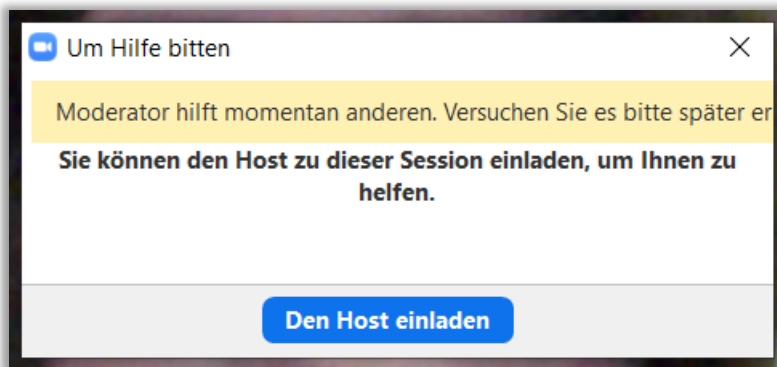 Um Hilfe bitten
Moderator hilft momentan anderen. Versuchen Sie es bitte später er
Sie können den Host zu dieser Session einladen, um Ihnen zu
helfen.
Den Host einladen